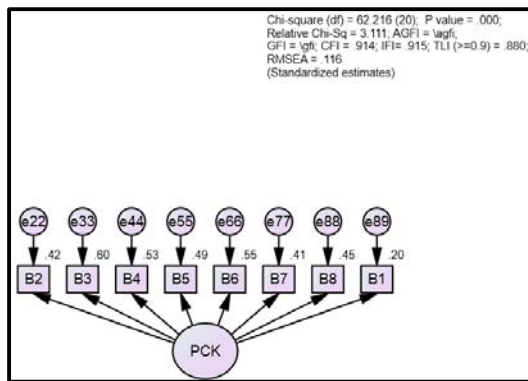 Chi-square (df) = 62.216 (20); P value = .000;
Relative Chi-Sq = 3.111; AGFI = \agfi;
GFI = \gfi; CFI = .914; IFI= .915; TLI (>=0.9) = .880;
RMSEA = .116
(Standardized estimates)
e22 e33 e44 e55 e66 e77 e88 e89
.42 .60 .53 .49 .55 .41 .45 .20
B2 B3 B4 B5 B6 B7 B8 B1
PCK